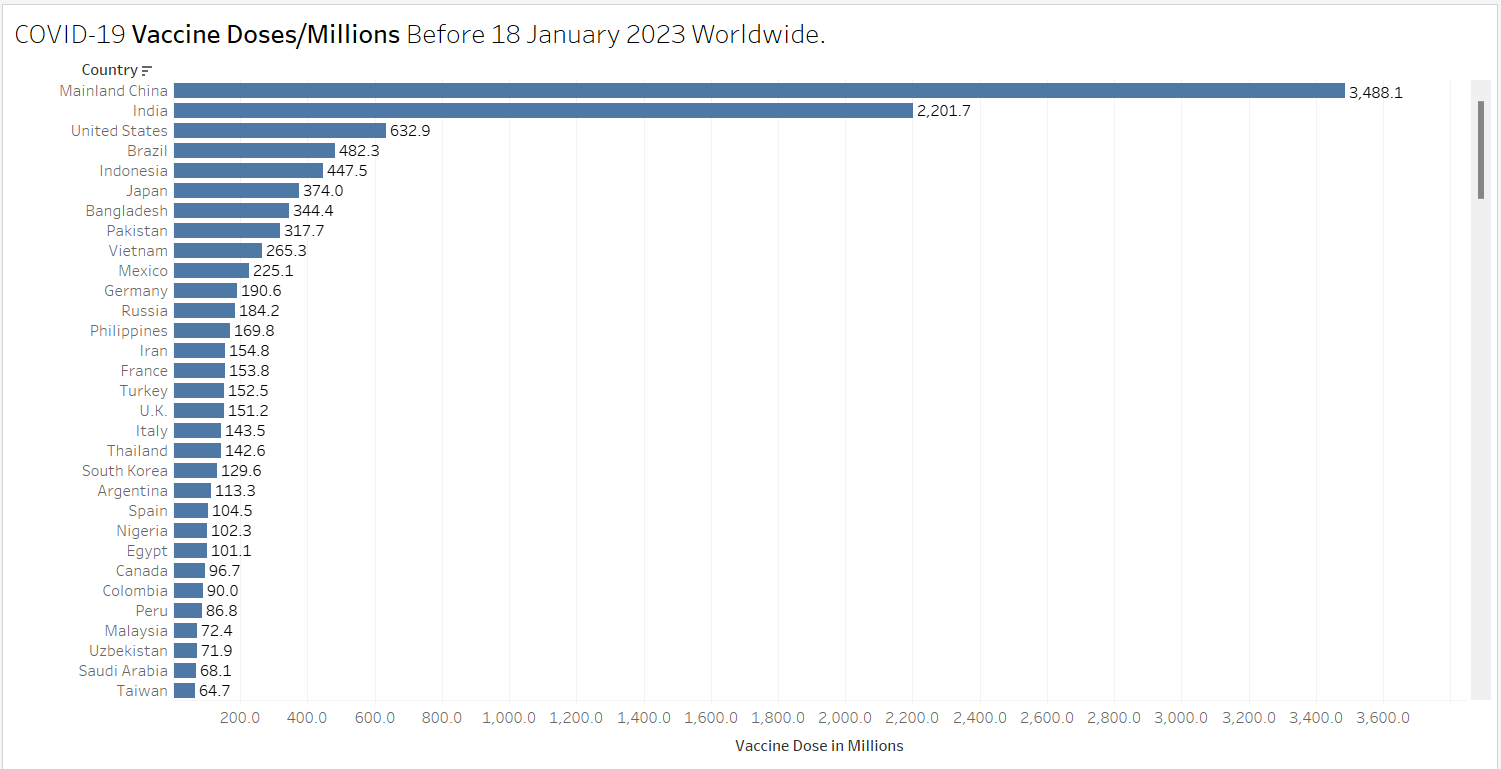 COVID-19 Vaccine Doses/Millions Before 18 January 2023 Worldwide.
Country
Mainland China 3,488.1
India 2,201.7
United States 632.9
Brazil 482.3
Indonesia 447.5
Japan 374.0
Bangladesh 344.4
Pakistan 317.7
Vietnam 265.3
Mexico 225.1
Germany 190.6
Russia 184.2
Philippines 169.8
Iran 154.8
France 153.8
Turkey 152.5
U.K. 151.2
Italy 143.5
Thailand 142.6
South Korea 129.6
Argentina 113.3
Spain 104.5
Nigeria 102.3
Egypt 101.1
Canada 96.7
Colombia 90.0
Peru 86.8
Malaysia 72.4
Uzbekistan 71.9
Saudi Arabia 68.1
Taiwan 64.7
200.0 400.0 600.0 800.0 1,000.0 1,200.0 1,400.0 1,600.0 1,800.0 2,000.0 2,200.0 2,400.0 2,600.0 2,800.0 3,000.0 3,200.0 3,400.0 3,600.0
Vaccine Dose in Millions